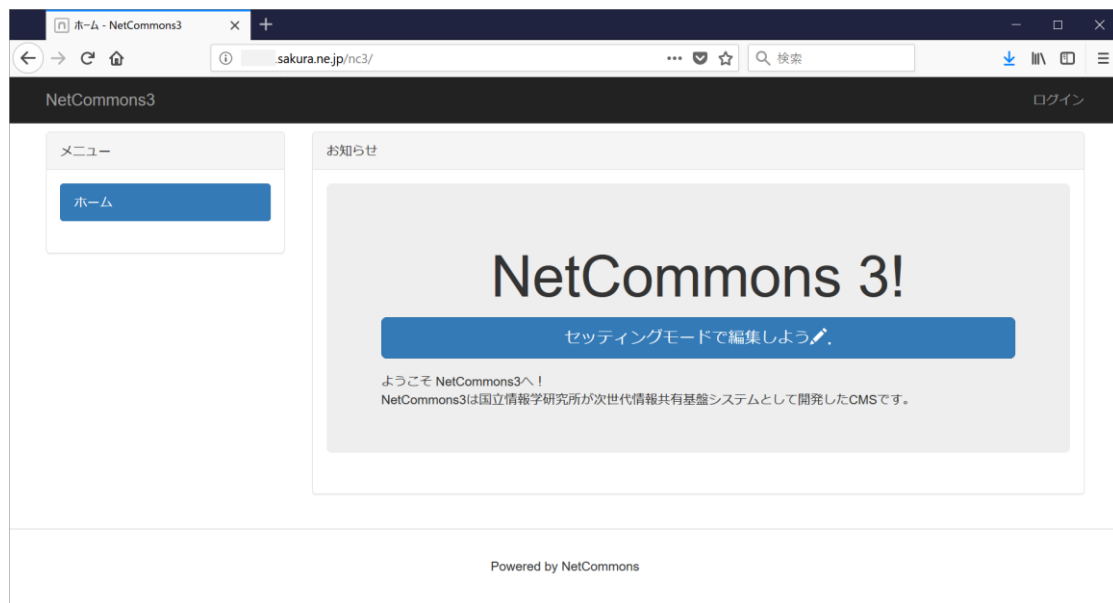 ホーム - NetCommons3
.sakura.ne.jp/nc3/
検索
NetCommons3
ログイン
メニュー
ホーム
お知らせ
NetCommons 3!
セッティングモードで編集しよう.
ようこそ NetCommons3へ！
NetCommons3は国立情報学研究所が次世代情報共有基盤システムとして開発したCMSです。
Powered by NetCommons